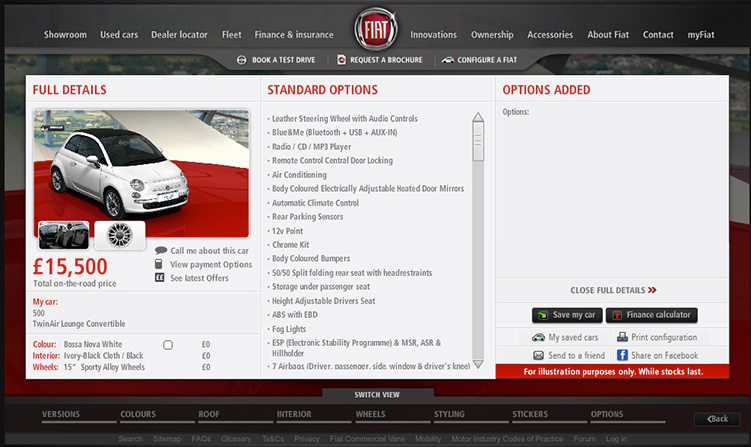 Showroom Used cars Dealer locator Fleet Finance & insurance FIAT Innovations Ownership Accessories About Fiat Contact myFiat
BOOK A TEST DRIVE REQUEST A BROCHURE CONFIGURE A FIAT
FULL DETAILS
£15,500
Total on-the-road price
Call me about this car
View payment Options
See latest Offers
My car:
500
TwinAir Lounge Convertible
Colour: Bossa Nova White £0
Interior: Ivory-Black Cloth / Black £0
Wheels: 15" Sporty Alloy Wheels £0
STANDARD OPTIONS
• Leather Steering Wheel with Audio Controls
• Blue&Me (Bluetooth + USB + AUX-IN)
• Radio / CD / MP3 Player
• Remote Control Central Door Locking
• Air Conditioning
• Body Coloured Electrically Adjustable Heated Door Mirrors
• Automatic Climate Control
• Rear Parking Sensors
• 12v Point
• Chrome Kit
• Body Coloured Bumpers
• 50/50 Split folding rear seat with headrestraints
• Storage under passenger seat
• Height Adjustable Drivers Seat
• ABS with EBD
• Fog Lights
• ESP (Electronic Stability Programme) & MSR, ASR &
Hillholder
• 7 Airbags (Driver, passenger, side, window & driver's knee)
OPTIONS ADDED
Options:
CLOSE FULL DETAILS >>
Save my car Finance calculator
My saved cars Print configuration
Send to a friend Share on Facebook
For illustration purposes only. While stocks last.
SWITCH VIEW
VERSIONS COLOURS ROOF INTERIOR WHEELS STYLING STICKERS OPTIONS
<Back
Search Sitemap FAQs Glossary Ts&Cs Privacy Fiat Commercial Vans Mobility Motor Industry Codes of Practice Forum Log in